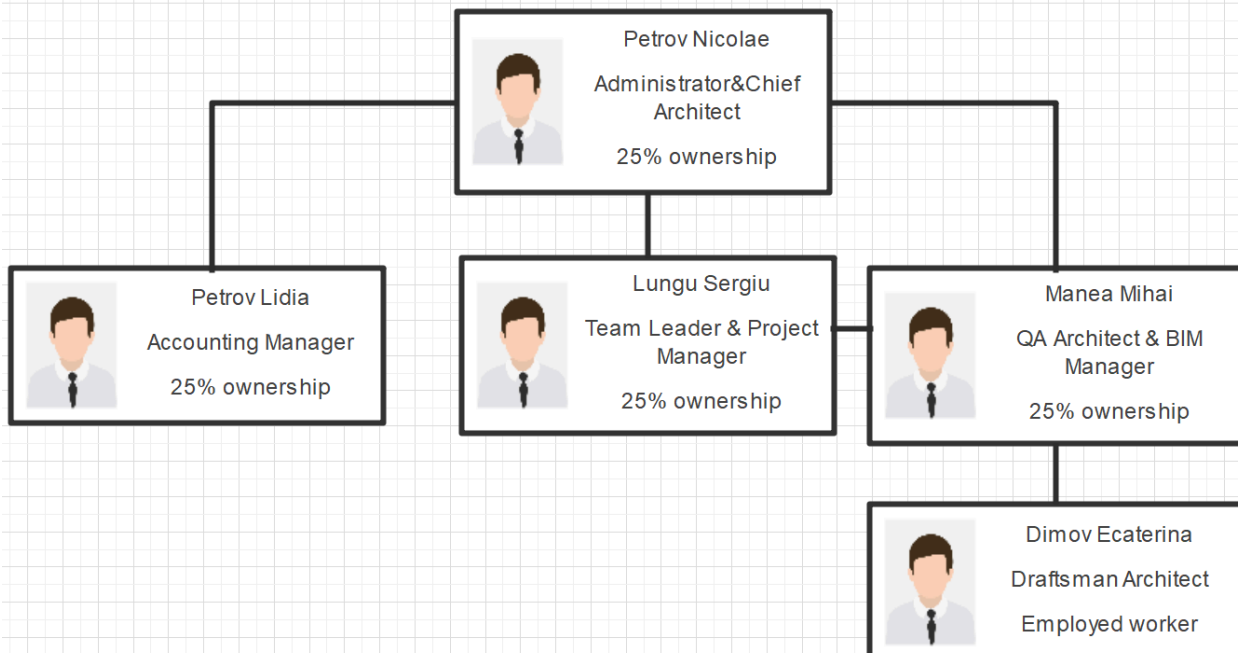 Petrov Nicolae
Administrator&Chief
Architect
25% ownership
Petrov Lidia
Accounting Manager
25% ownership
Lungu Sergiu
Team Leader & Project
Manager
25% ownership
Manea Mihai
QA Architect & BIM
Manager
25% ownership
Dimov Ecaterina
Draftsman Architect
Employed worker